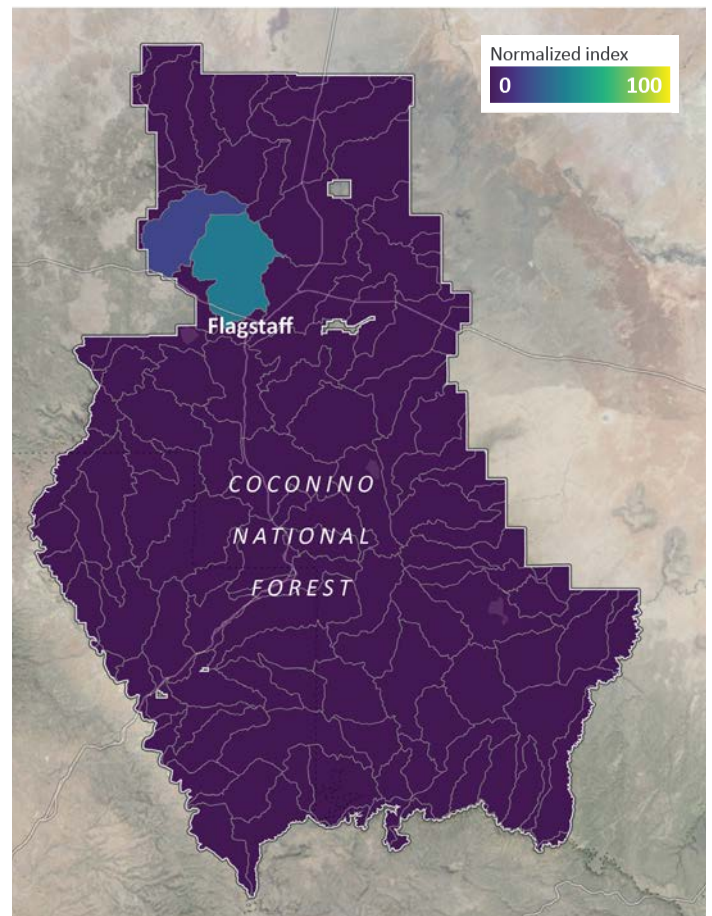 Normalized index
0 100
Flagstaff
COCONINO
NATIONAL
FOREST